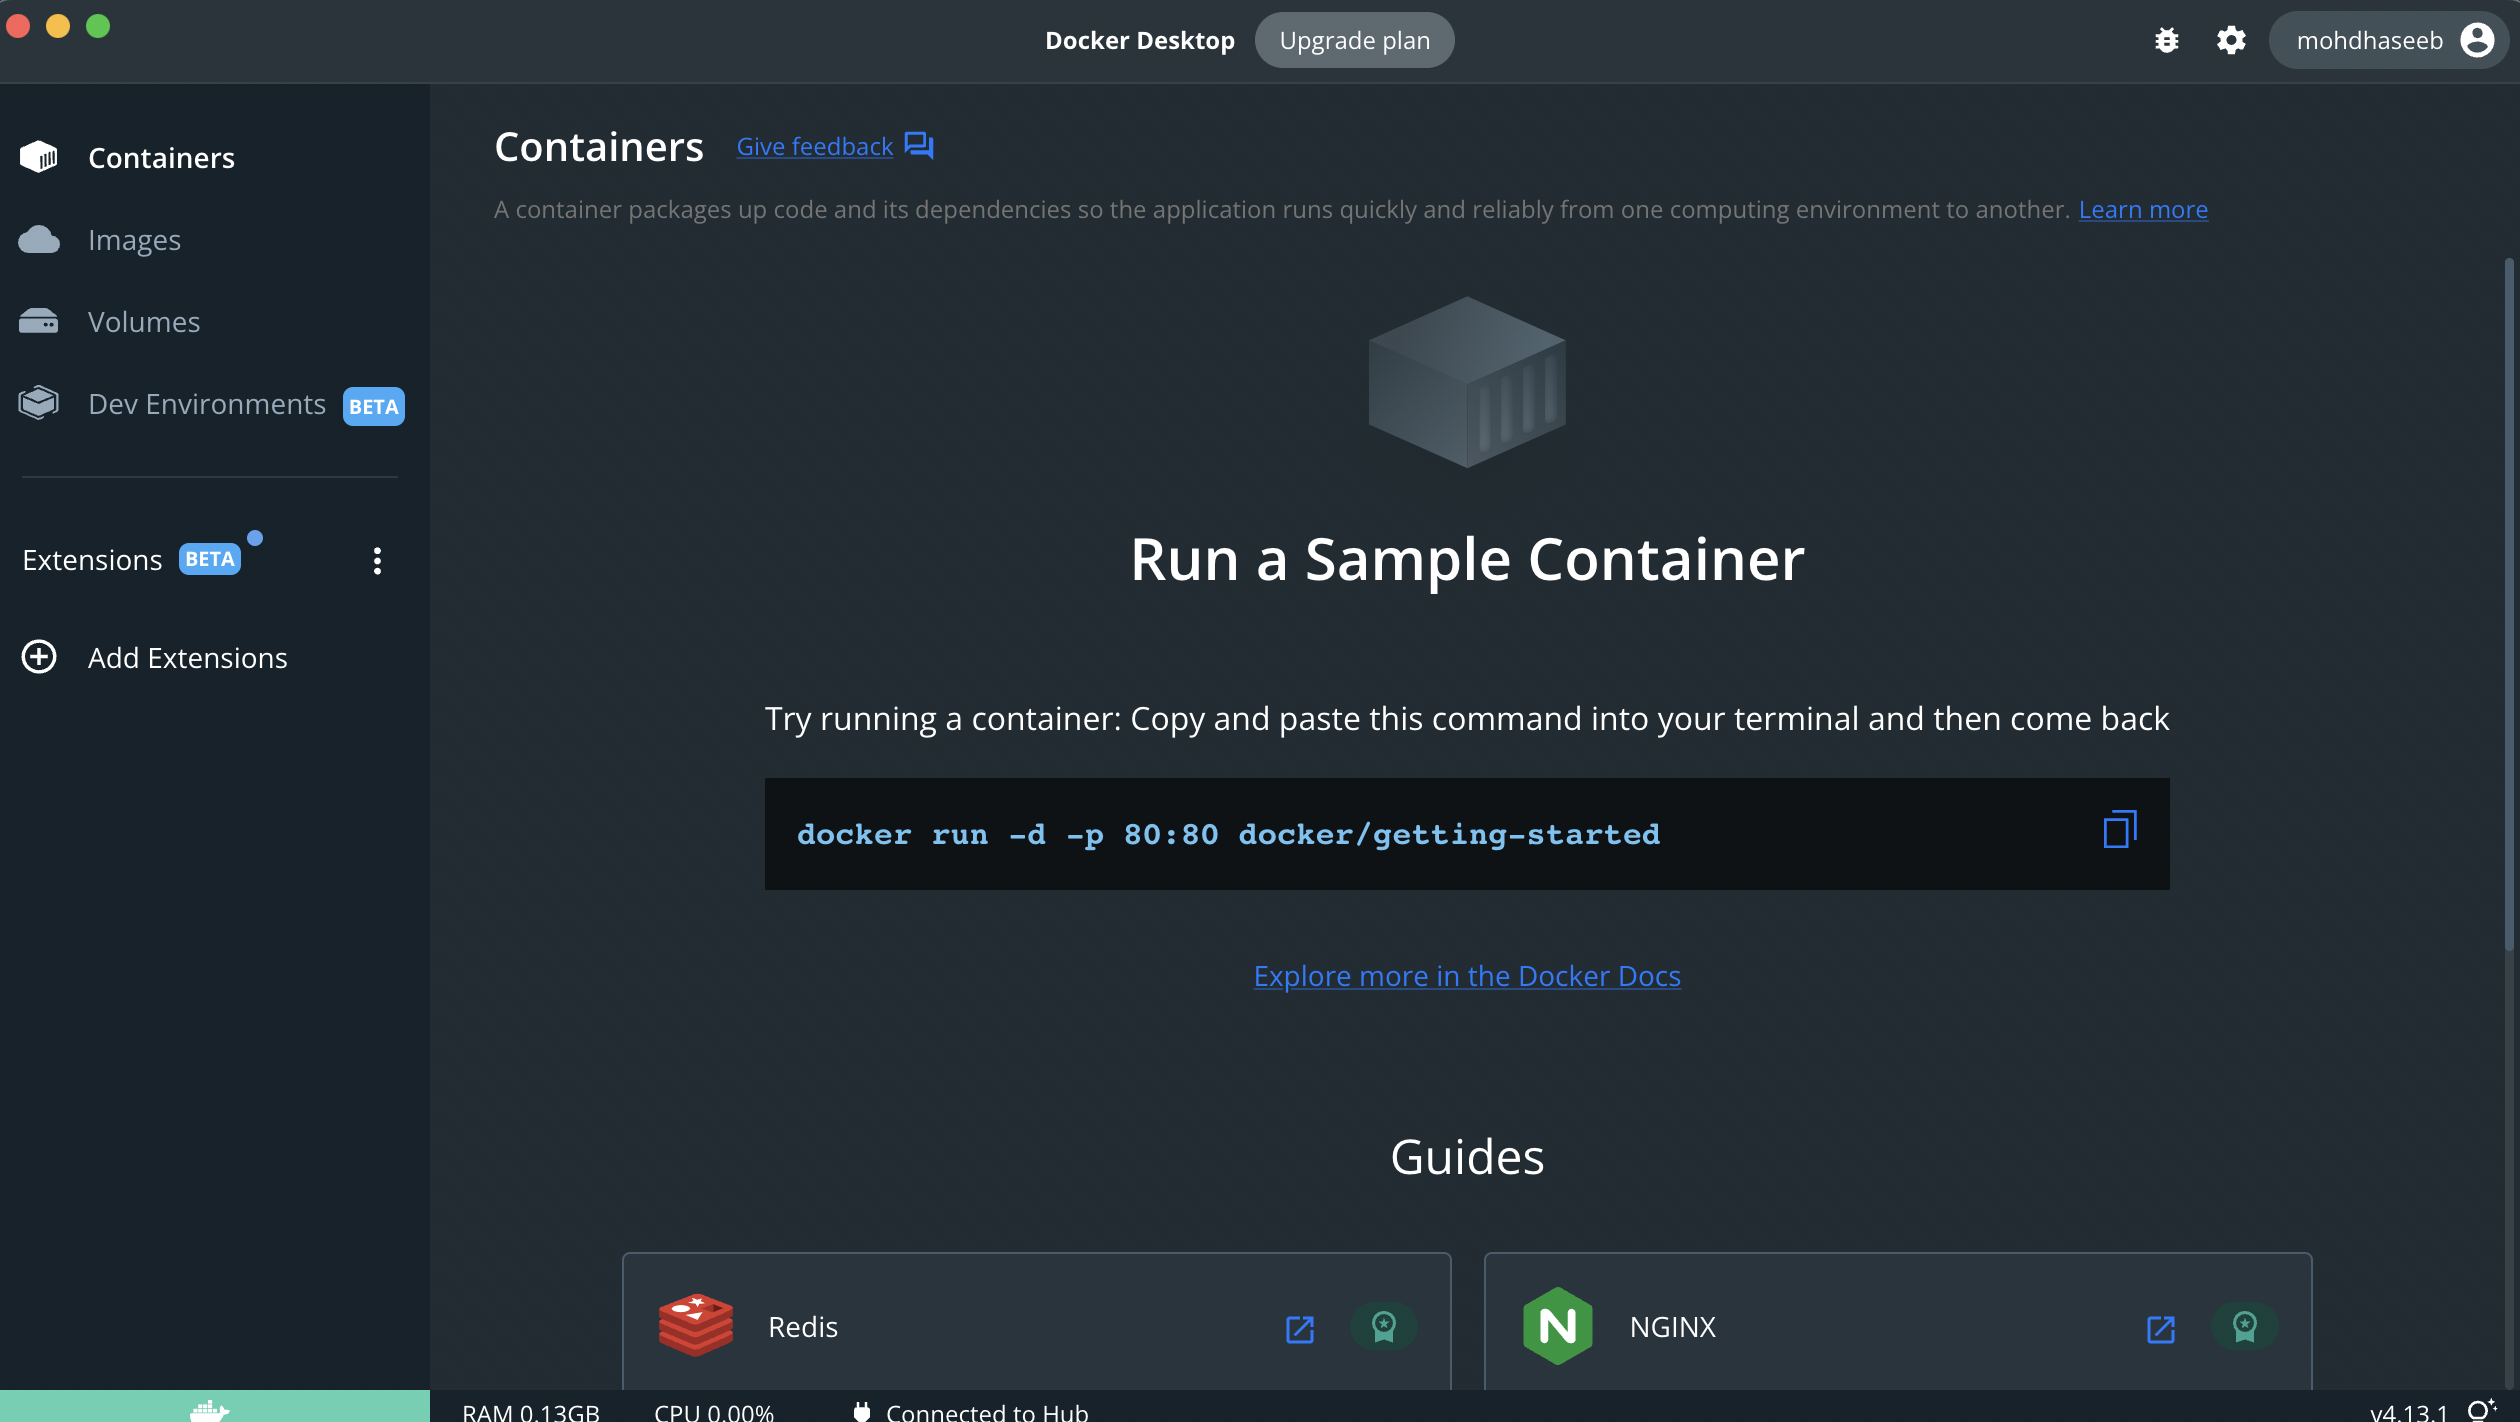 Docker Desktop Upgrade plan mohdhaseeb
Containers
Images
Volumes
Dev Environments BETA
Extensions BETA
Add Extensions
Containers Give feedback
A container packages up code and its dependencies so the application runs quickly and reliably from one computing environment to another. Learn more
Run a Sample Container
Try running a container: Copy and paste this command into your terminal and then come back
docker run -d -p 80:80 docker/getting-started
Explore more in the Docker Docs
Guides
Redis
NGINX
RAM 0.13GB CPU 0.00% Connected to Hub v4.13.1